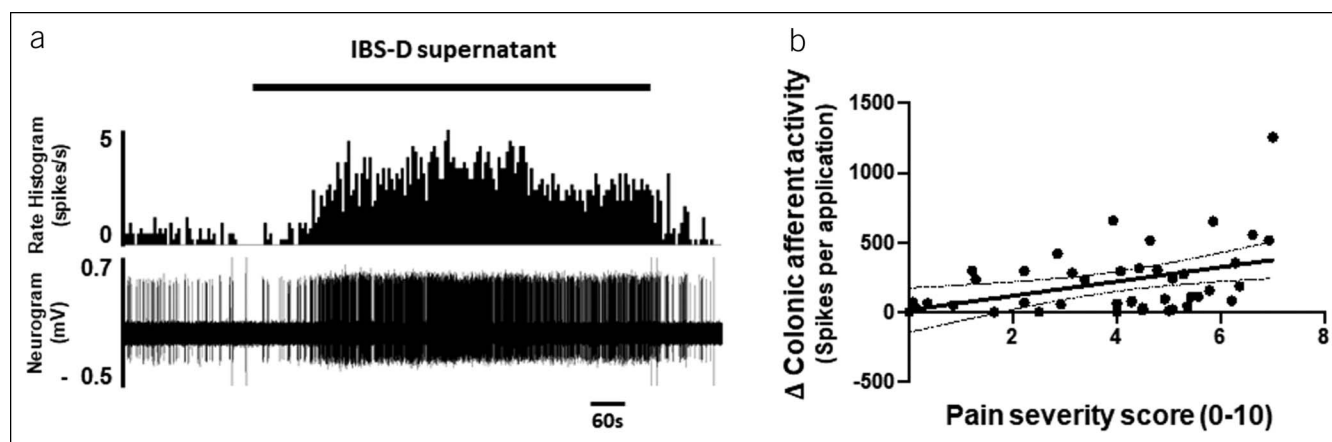 a
IBS-D supernatant
Rate Histogram
(spikes/s)
5
0
Neurogram
(mV)
0.7
- 0.5
60s
b
Δ Colonic afferent activity
(Spikes per application)
1500
1000
500
0
-500
2
4
6
8
Pain severity score (0-10)